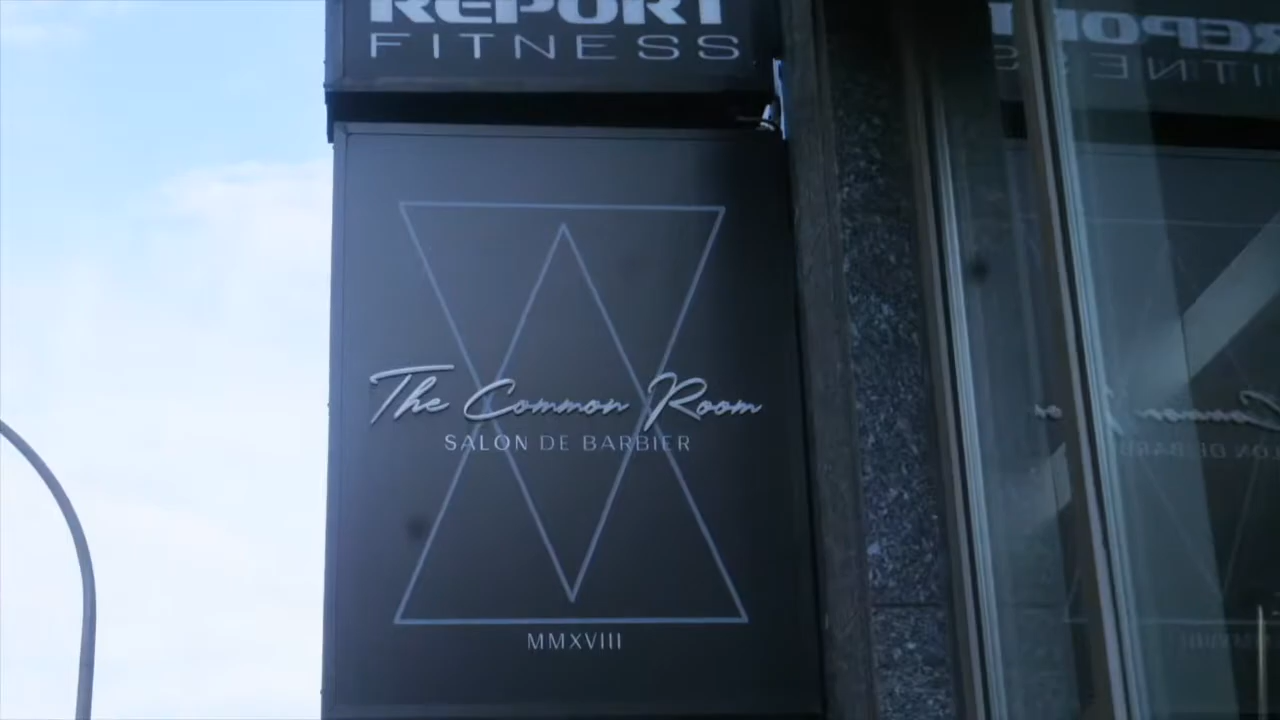 REPORT
FITNESS
The Common Room
SALON DE BARBIER
MMXVIII